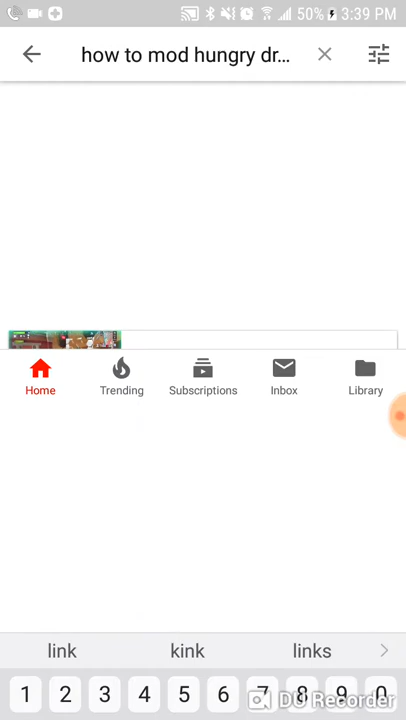 50% 3:39 PM
how to mod hungry dr...
Home Trending Subscriptions Inbox Library
link kink links
1 2 3 4 5 6 7 8 9 0
DU Recorder